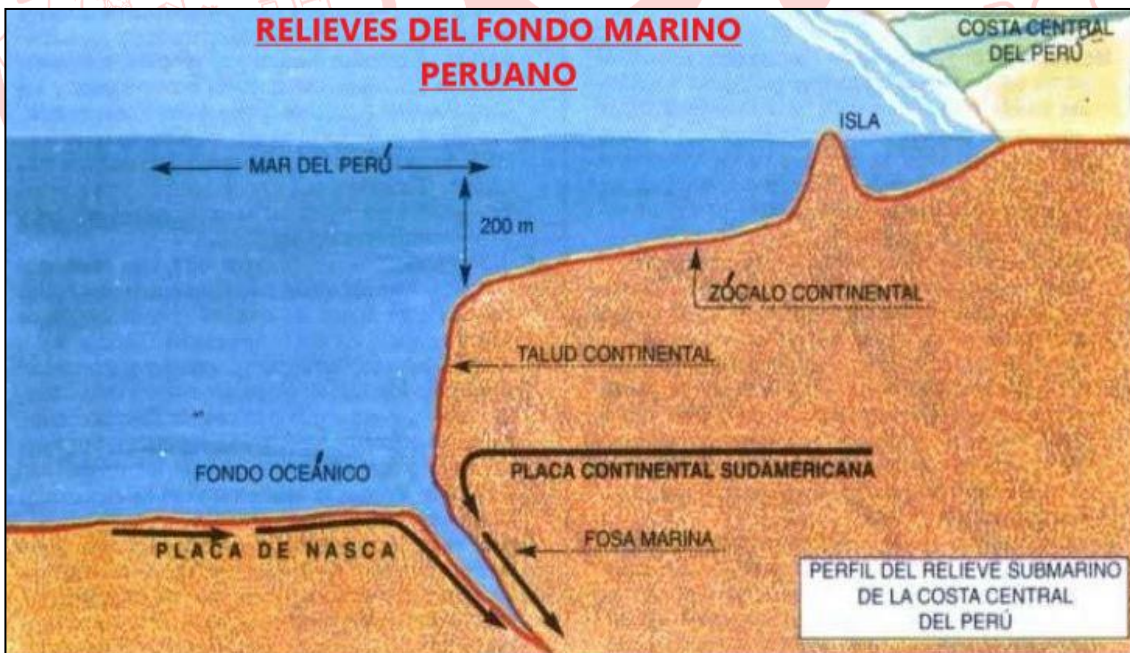 RELIEVES DEL FONDO MARINO
PERUANO
COSTA CENTRAL
DEL PERÚ
ISLA
MAR DEL PERÚ
200 m
ZÓCALO CONTINENTAL
TALUD CONTINENTAL
FONDO OCEÁNICO
PLACA CONTINENTAL SUDAMERICANA
PLACA DE NASCA
FOSA MARINA
PERFIL DEL RELIEVE SUBMARINO
DE LA COSTA CENTRAL
DEL PERÚ